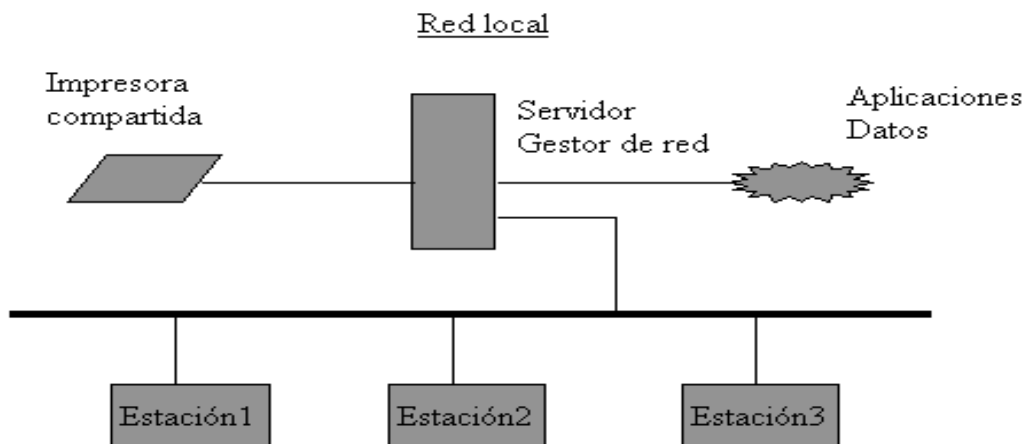 Red local
Impresora
compartida
Servidor
Gestor de red
Aplicaciones
Datos
Estación1
Estación2
Estación3